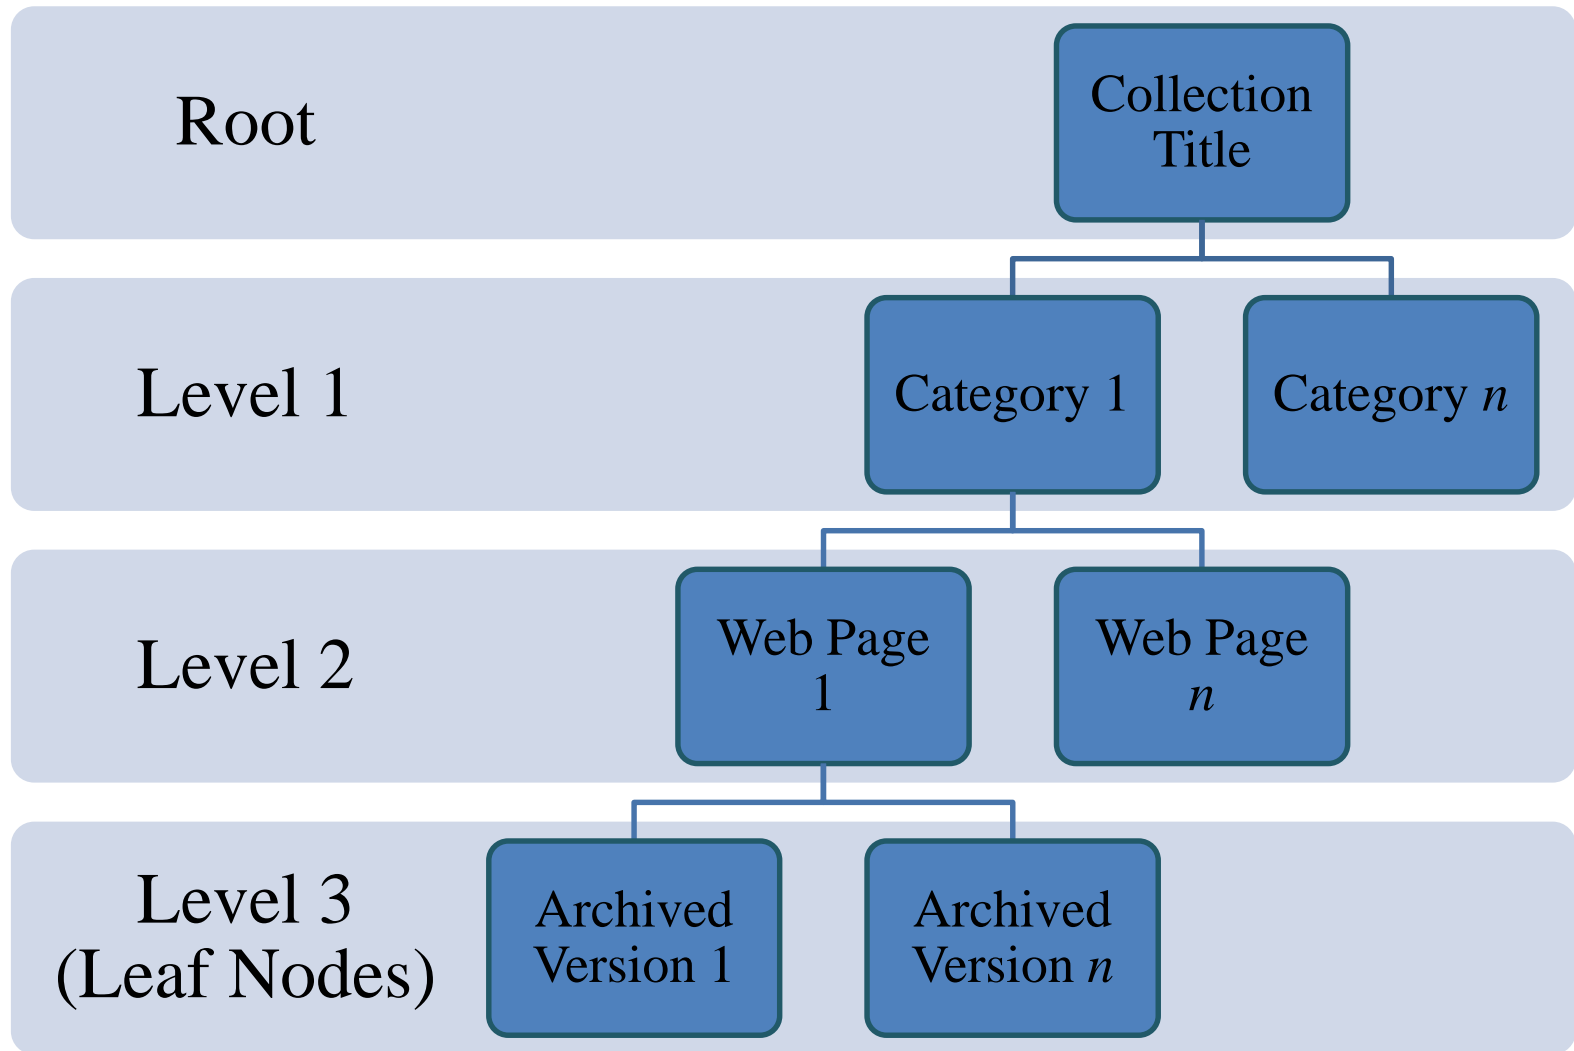 Root
Collection
Title
Level 1
Category 1
Category n
Level 2
Web Page
1
Web Page
n
Level 3
(Leaf Nodes)
Archived
Version 1
Archived
Version n